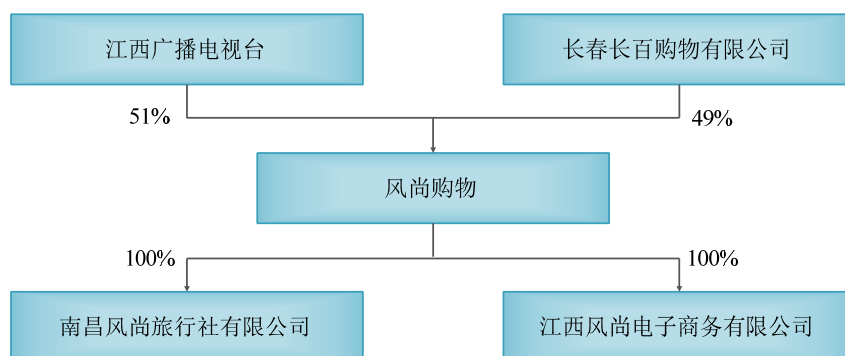 江西广播电视台
长春长百购物有限公司
51%
49%
风尚购物
100%
100%
南昌风尚旅行社有限公司
江西风尚电子商务有限公司